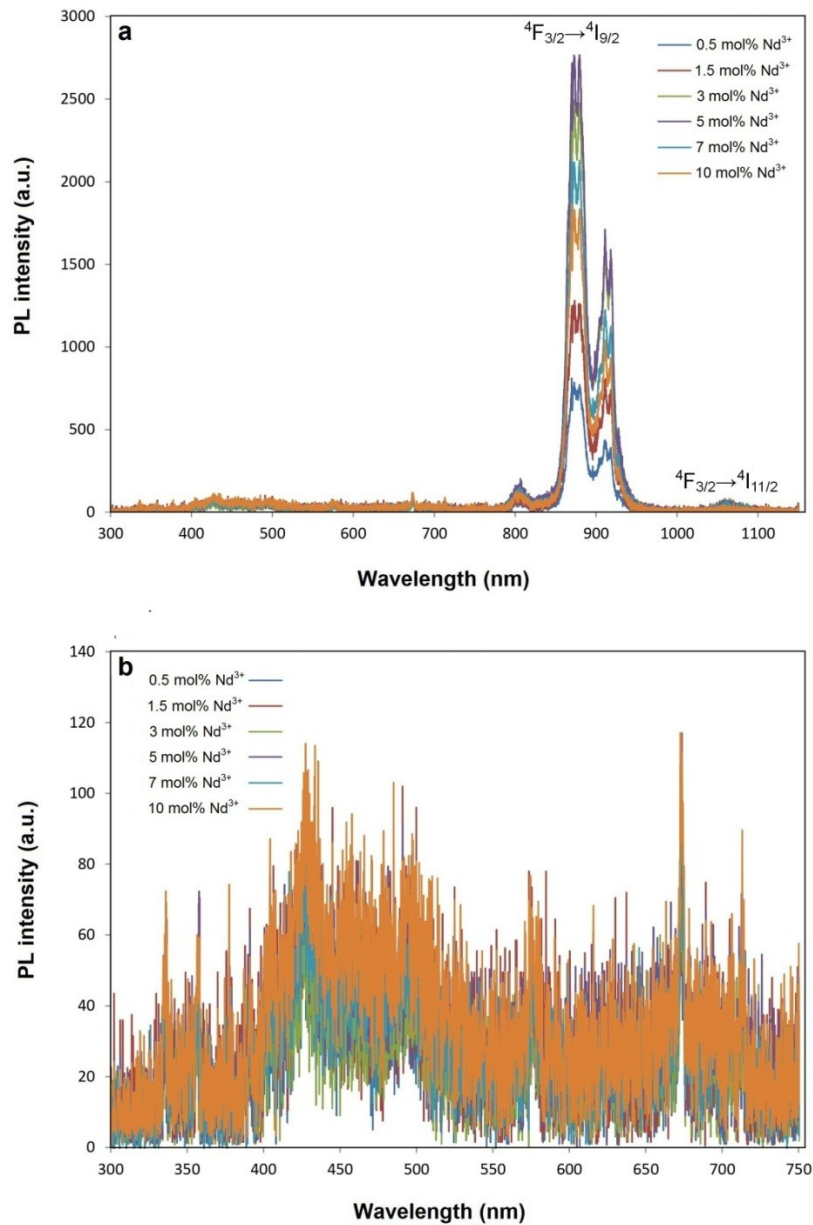 a
⁴F₃/₂→⁴I₉/₂
0.5 mol% Nd³⁺
1.5 mol% Nd³⁺
3 mol% Nd³⁺
5 mol% Nd³⁺
7 mol% Nd³⁺
10 mol% Nd³⁺
⁴F₃/₂→⁴I₁₁/₂
PL intensity (a.u.)
3000
2500
2000
1500
1000
500
0
300 400 500 600 700 800 900 1000 1100
Wavelength (nm)
b
0.5 mol% Nd³⁺
1.5 mol% Nd³⁺
3 mol% Nd³⁺
5 mol% Nd³⁺
7 mol% Nd³⁺
10 mol% Nd³⁺
PL intensity (a.u.)
140
120
100
80
60
40
20
0
300 350 400 450 500 550 600 650 700 750
Wavelength (nm)